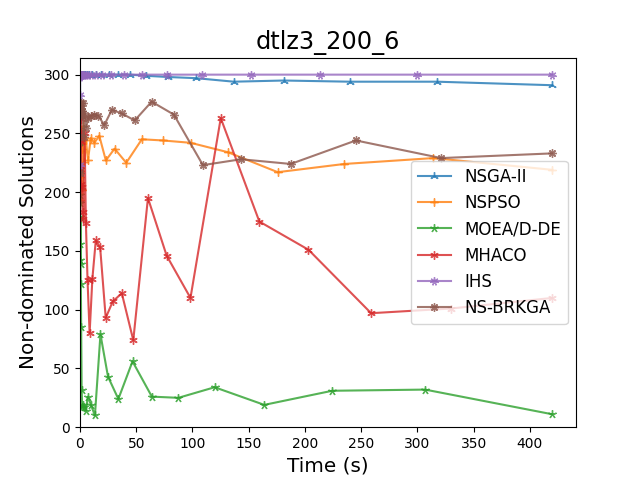 dtlz3_200_6
Non-dominated Solutions
300
250
200
150
100
50
0
NSGA-II
NSPSO
MOEA/D-DE
MHACO
IHS
NS-BRKGA
0 50 100 150 200 250 300 350 400
Time (s)